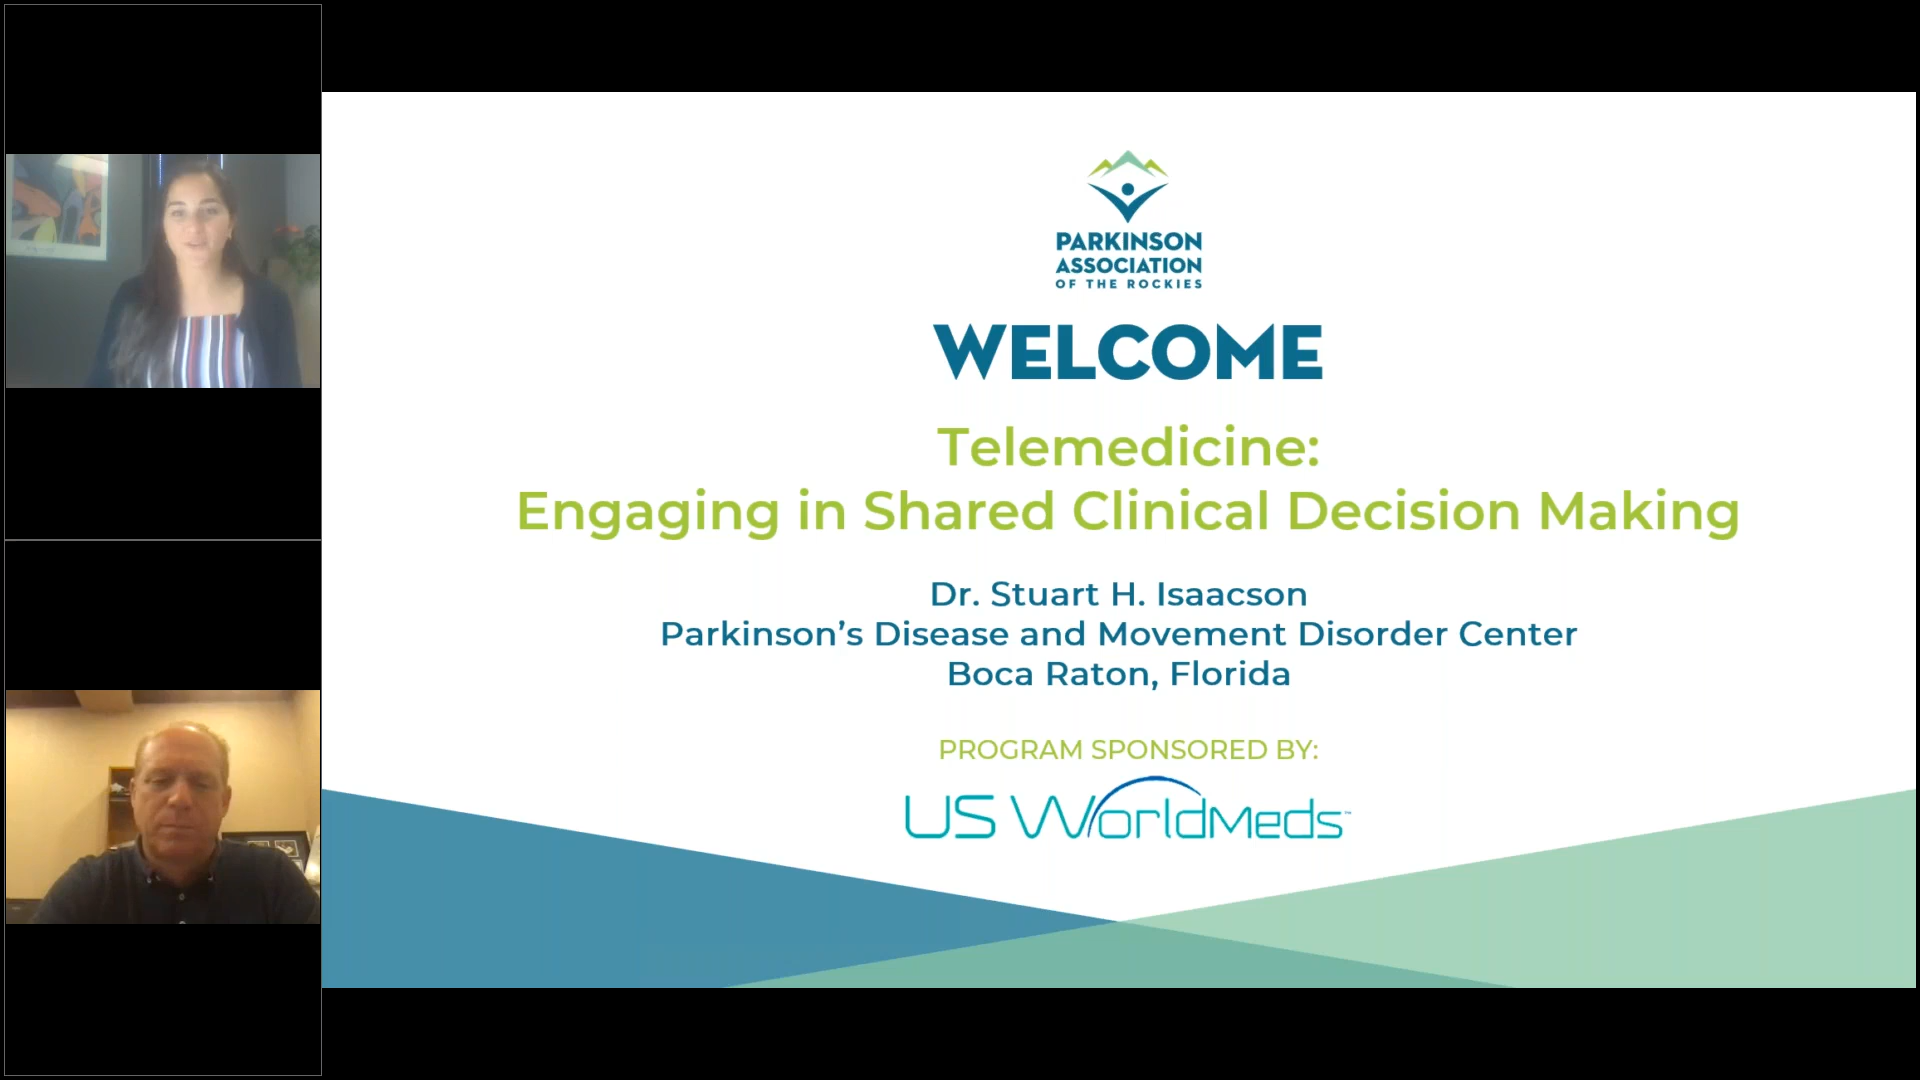 PARKINSON
ASSOCIATION
OF THE ROCKIES
WELCOME
Telemedicine:
Engaging in Shared Clinical Decision Making
Dr. Stuart H. Isaacson
Parkinson’s Disease and Movement Disorder Center
Boca Raton, Florida
PROGRAM SPONSORED BY:
US WorldMeds™